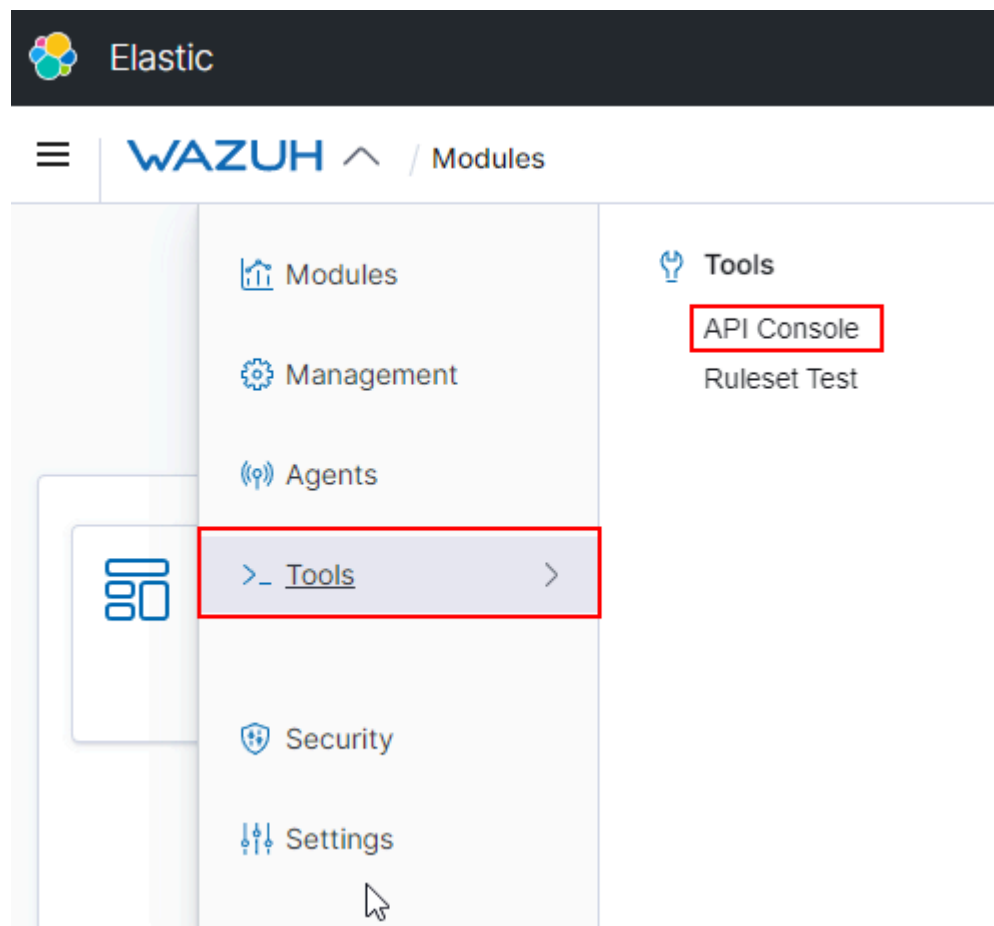 Elastic
WAZUH / Modules
Modules
Management
Agents
>_ Tools
Security
Settings
Tools
API Console
Ruleset Test